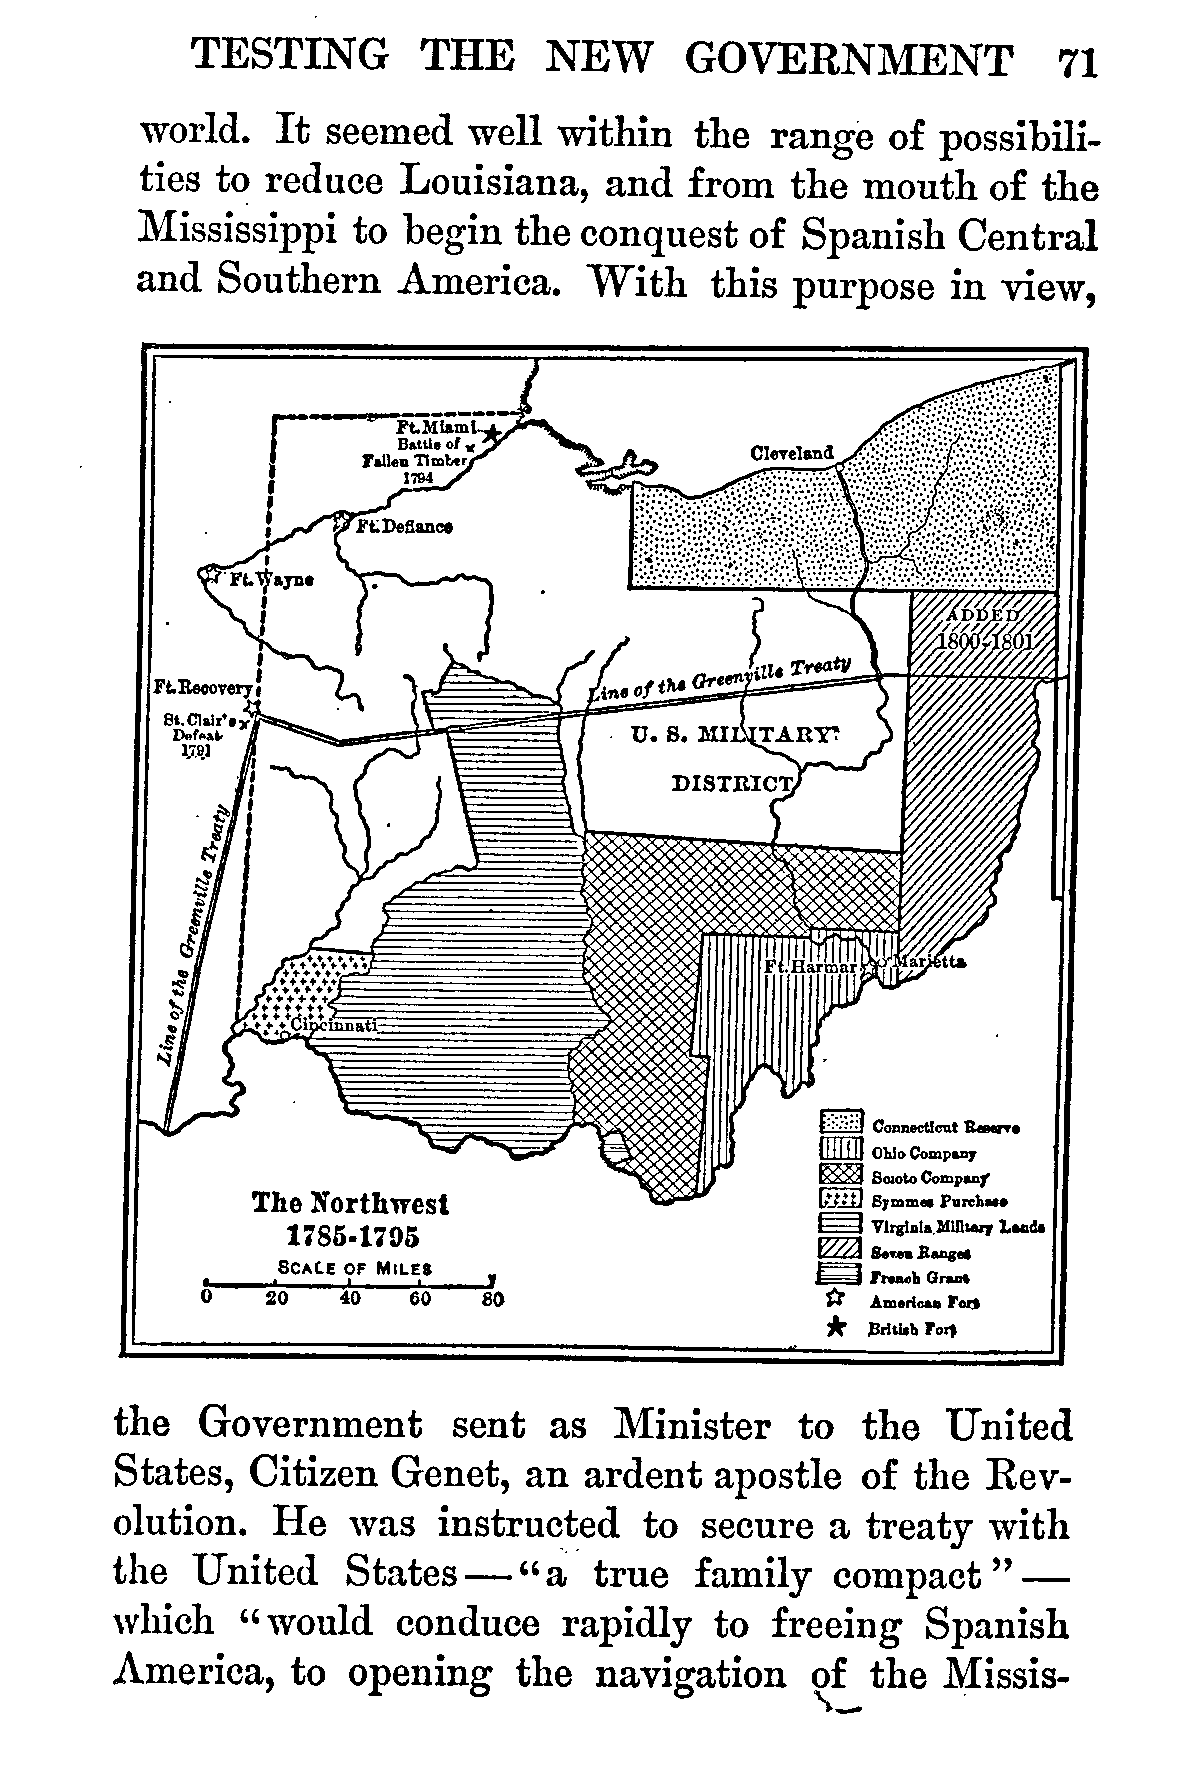 TESTING THE NEW GOVERNMENT 71
world. It seemed well within the range of possibili-
ties to reduce Louisiana, and from the mouth of the
Mississippi to begin the conquest of Spanish Central
and Southern America. With this purpose in view,
Ft. Miami
Battle of
Fallen Timber
1794
Cleveland
Ft. Defiance
Ft. Wayne
ADDED
1800-1801
Ft. Recovery
Line of the Greenville Treaty
St. Clair's
Defeat
1791
U. S. MILITARY
DISTRICT
Line of the Greenville Treaty
Ft. Harmar
Marietta
Cincinnati
Connecticut Reserve
Ohio Company
Scioto Company
Symmes Purchase
Virginia Military Lands
Seven Ranges
French Grant
American Fort
British Fort
The Northwest
1785-1795
SCALE OF MILES
0 20 40 60 80
the Government sent as Minister to the United
States, Citizen Genet, an ardent apostle of the Rev-
olution. He was instructed to secure a treaty with
the United States—"a true family compact"—
which "would conduce rapidly to freeing Spanish
America, to opening the navigation of the Missis-